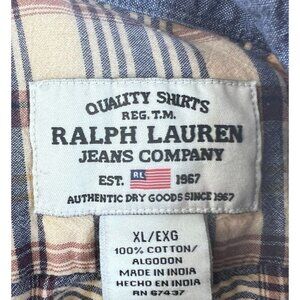 QUALITY SHIRTS
REG. T.M.
RALPH LAUREN
JEANS COMPANY
EST. RL 1967
AUTHENTIC DRY GOODS SINCE 1967
XL/EXG
100% COTTON/
ALGODON
MADE IN INDIA
HECHO EN INDIA
RN 67437